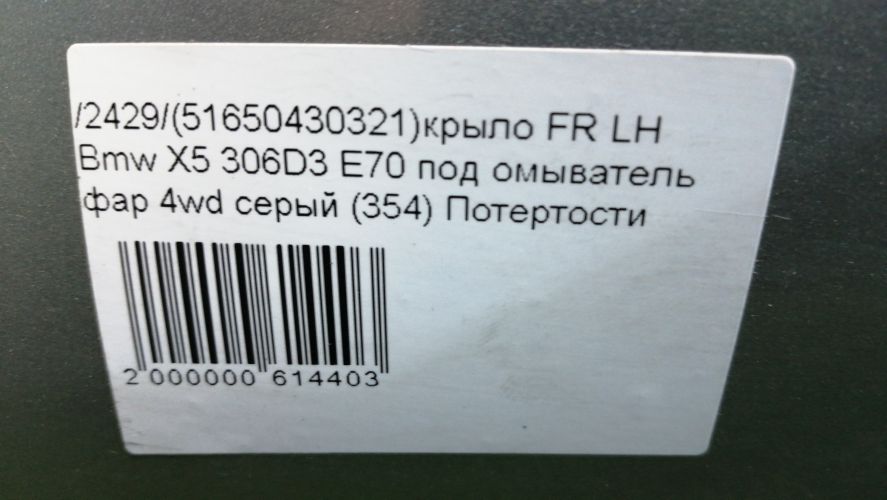 /2429/(51650430321)крыло FR LH
Bmw X5 306D3 E70 под омыватель
фар 4wd серый (354) Потертости
2 000000 614403